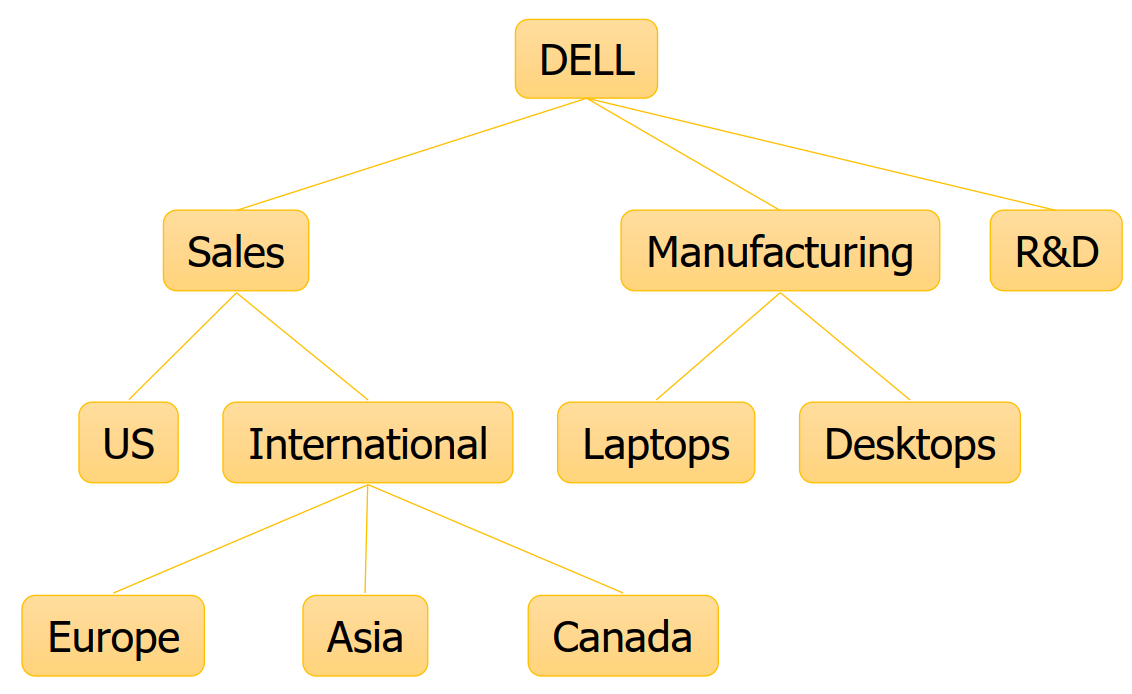 DELL
Sales
Manufacturing
R&D
US
International
Laptops
Desktops
Europe
Asia
Canada